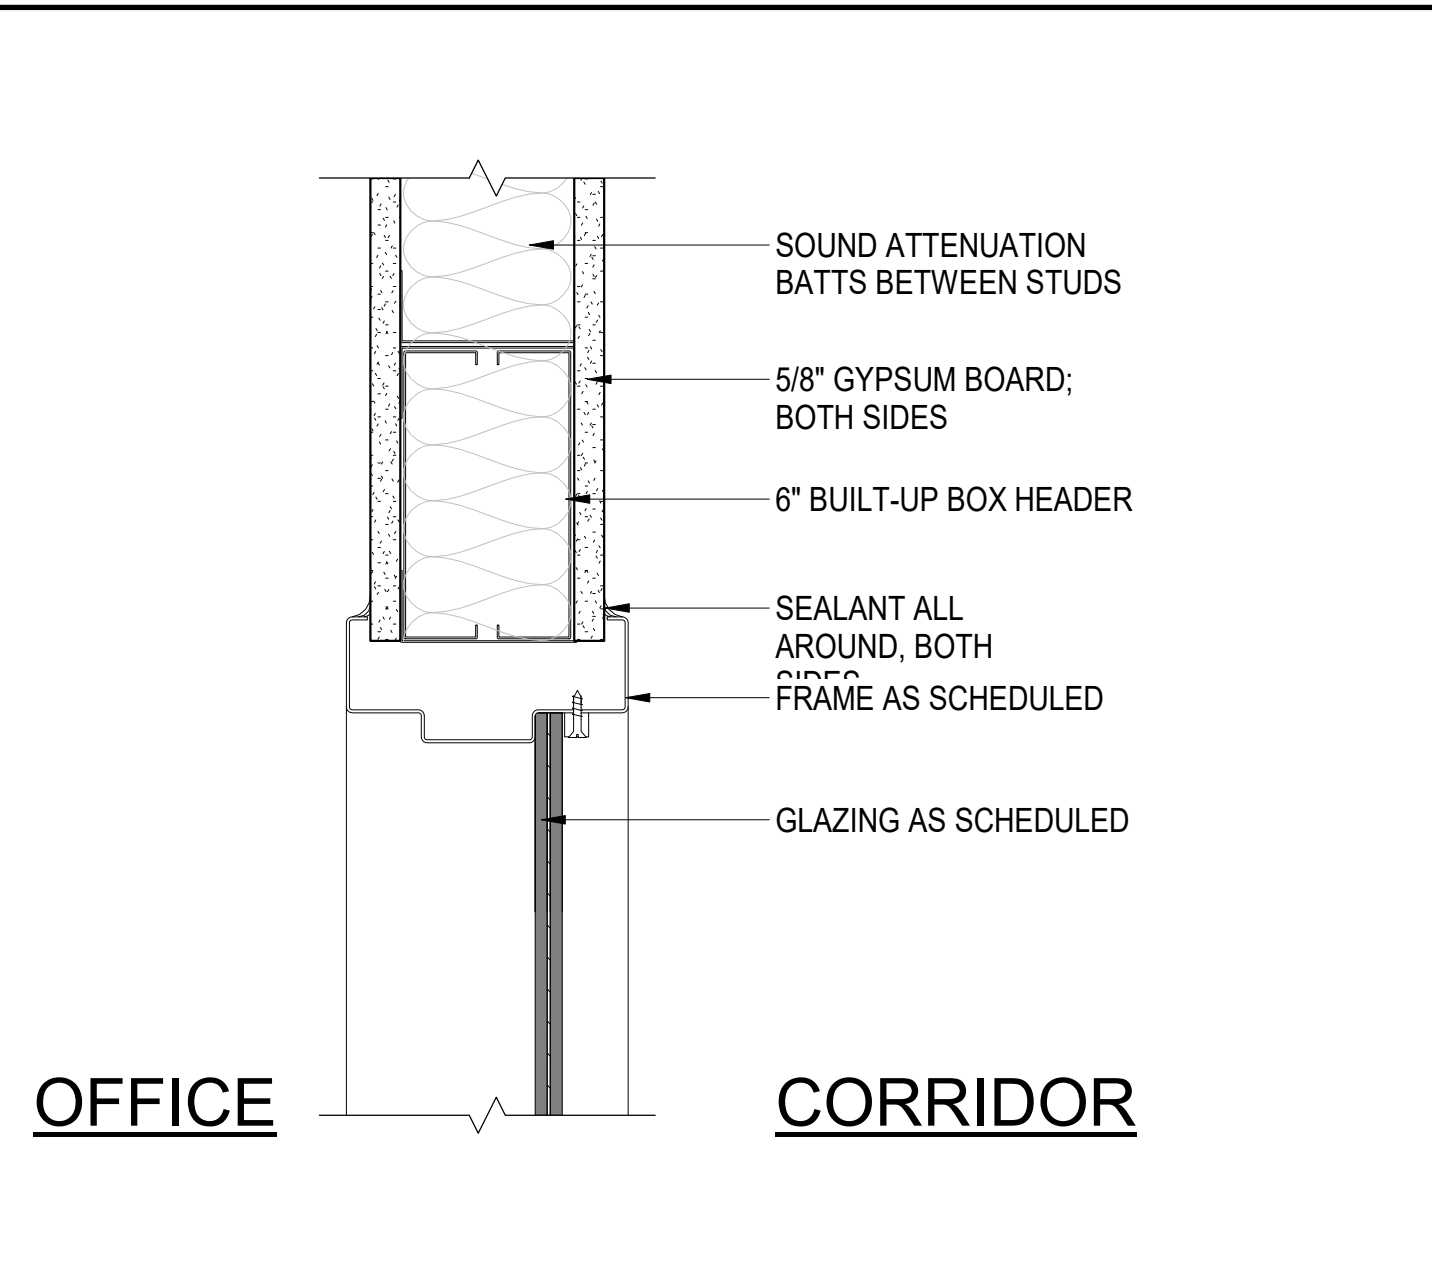 SOUND ATTENUATION
BATTS BETWEEN STUDS
5/8" GYPSUM BOARD;
BOTH SIDES
6" BUILT-UP BOX HEADER
SEALANT ALL
AROUND, BOTH
SIDES
FRAME AS SCHEDULED
GLAZING AS SCHEDULED
OFFICE
CORRIDOR